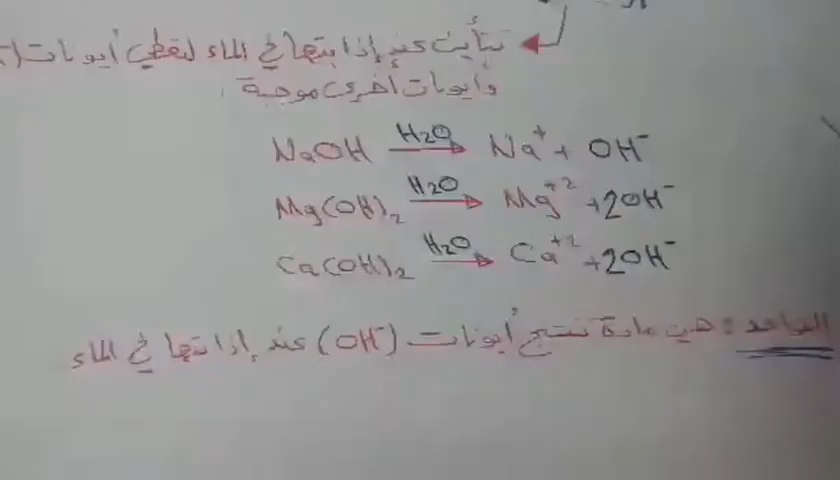 تتأين عند إذابتها في الماء لتعطي أيونات
وأيونات أخرى موجبة .
NaOH H2O Na+ + OH-
Mg(OH)2 H2O Mg+2 + 2OH-
Ca(OH)2 H2O Ca+2 + 2OH-
القواعد : هي مادة تنتج أيونات (OH-) عند إذابتها في الماء